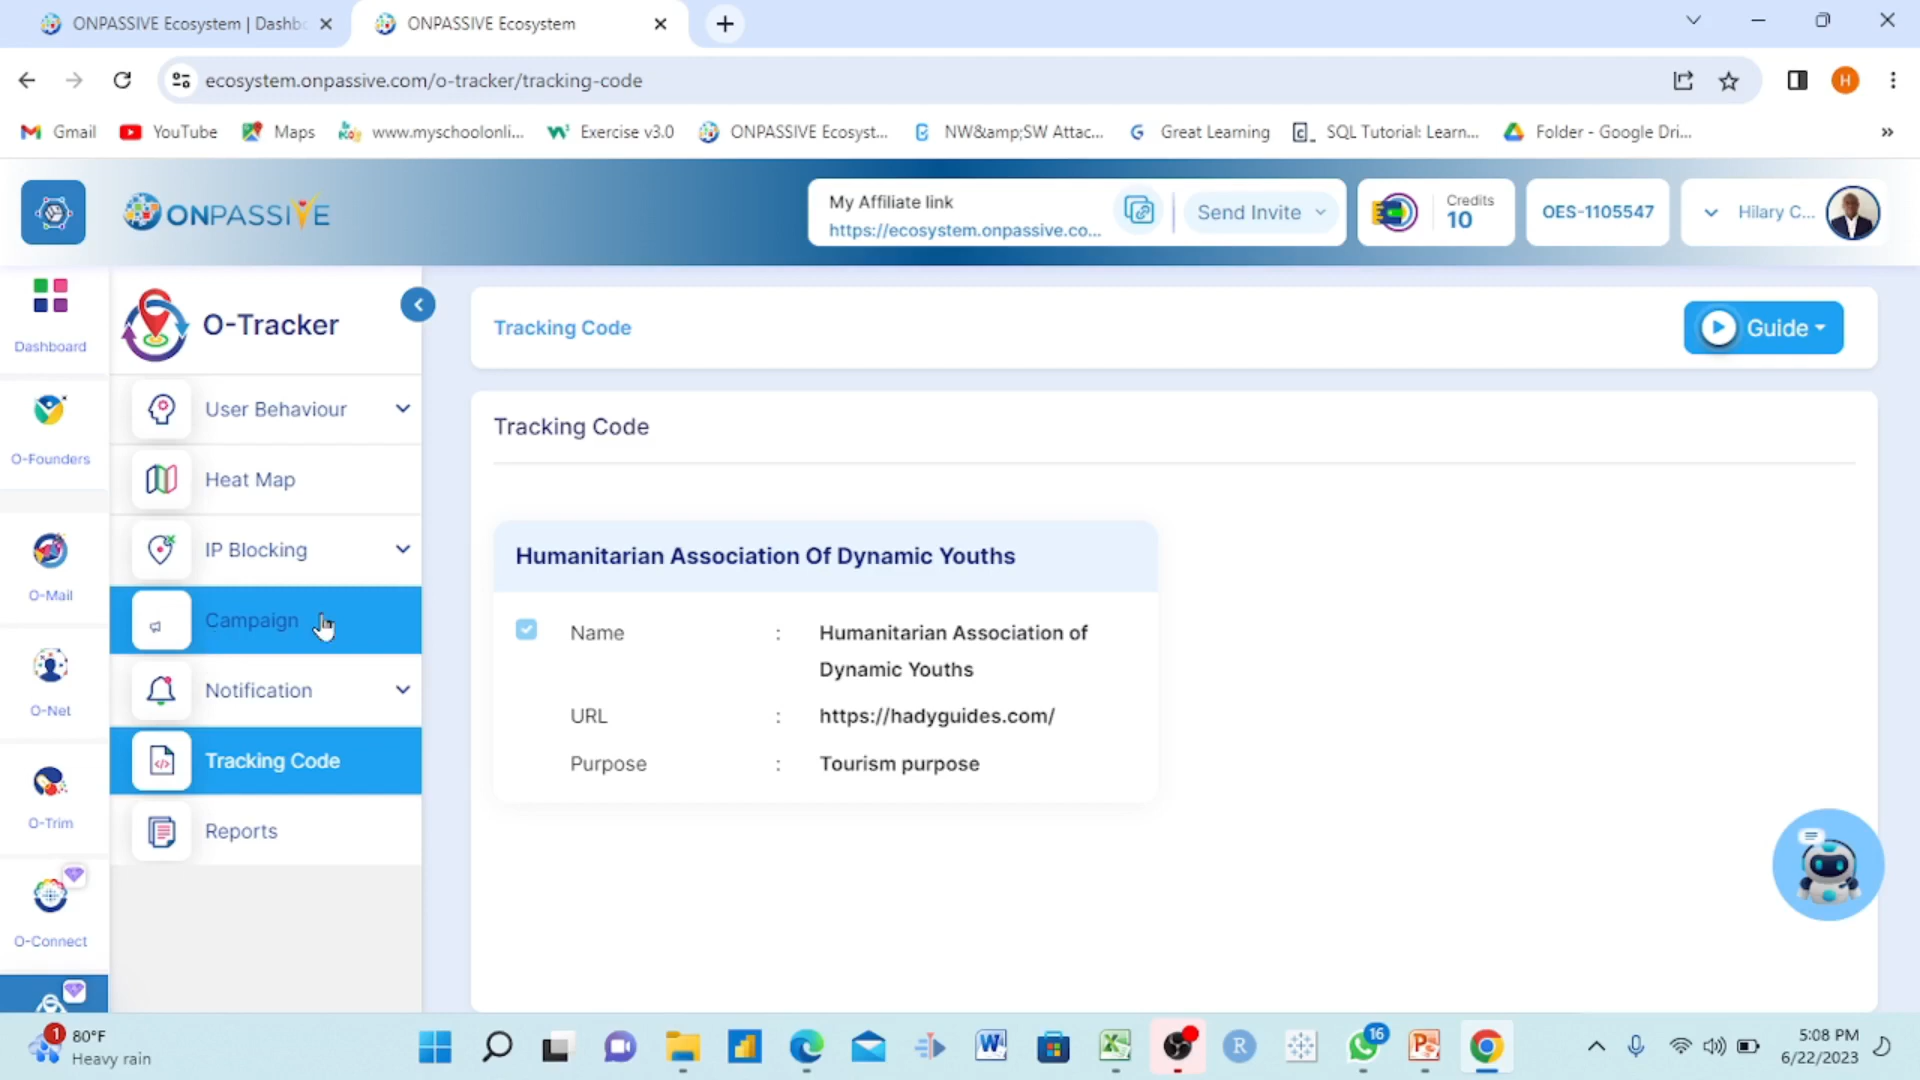 ONPASSIVE Ecosystem | Dashbo
ONPASSIVE Ecosystem
ecosystem.onpassive.com/o-tracker/tracking-code
H
Gmail
YouTube
Maps
www.myschoolonli...
Exercise v3.0
ONPASSIVE Ecosyst...
NW&amp;SW Attac...
Great Learning
SQL Tutorial: Learn...
Folder - Google Dri...
»
ONPASSIVE
My Affiliate link
https://ecosystem.onpassive.co...
Send Invite
Credits
10
OES-1105547
Hilary C...
Dashboard
O-Founders
O-Mail
O-Net
O-Trim
O-Connect
O-Tracker
User Behaviour
Heat Map
IP Blocking
Campaign
Notification
Tracking Code
Reports
Tracking Code
Guide
Tracking Code
Humanitarian Association Of Dynamic Youths
Name : Humanitarian Association of
Dynamic Youths
URL : https://hadyguides.com/
Purpose : Tourism purpose
1
80°F
Heavy rain
W
R
16
P
5:08 PM
6/22/2023